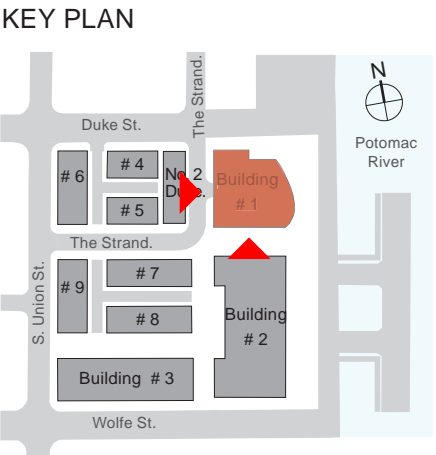 KEY PLAN
N
Potomac
River
The Strand.
Duke St.
# 6
# 4
# 5
No. 2
Duke.
Building
# 1
The Strand.
S. Union St.
# 9
# 7
# 8
Building
# 2
Building # 3
Wolfe St.